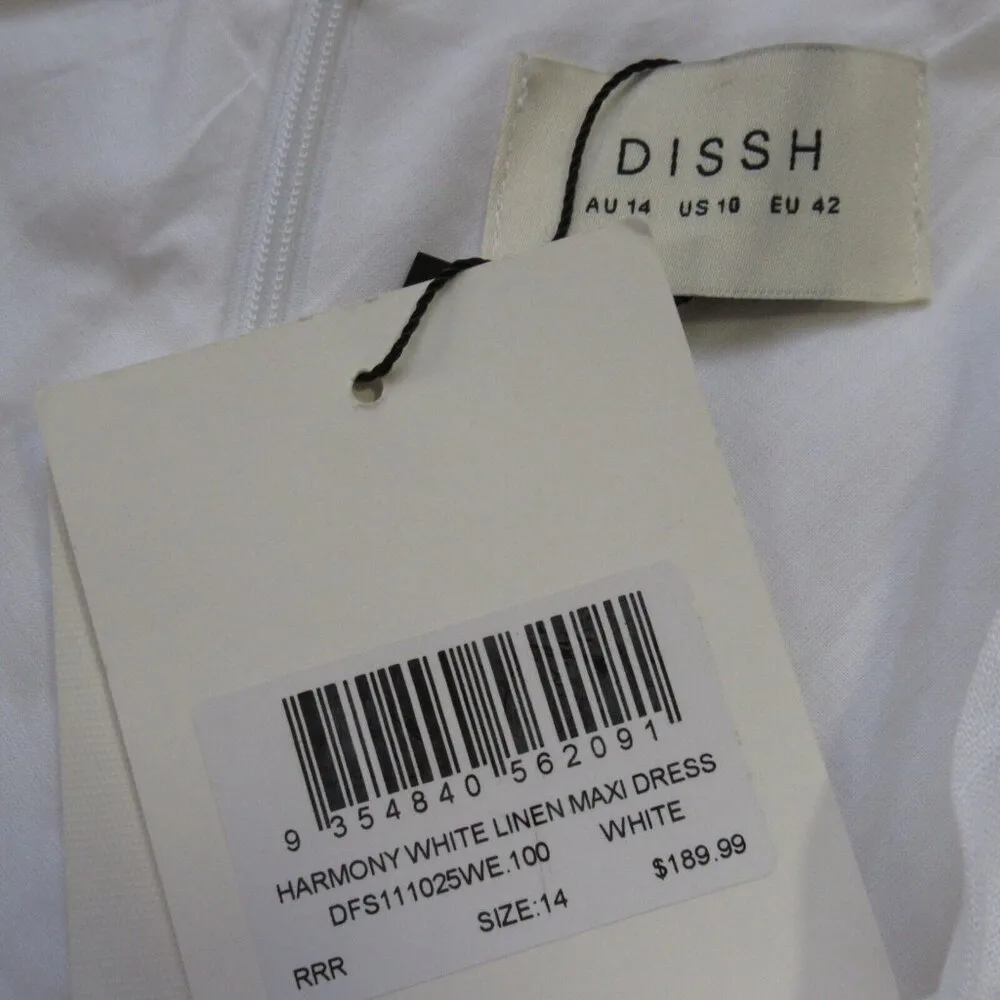 DISSH
AU 14 US 10 EU 42
9 354840 562091
HARMONY WHITE LINEN MAXI DRESS
DFS111025WE.100 WHITE
SIZE:14 $189.99
RRR